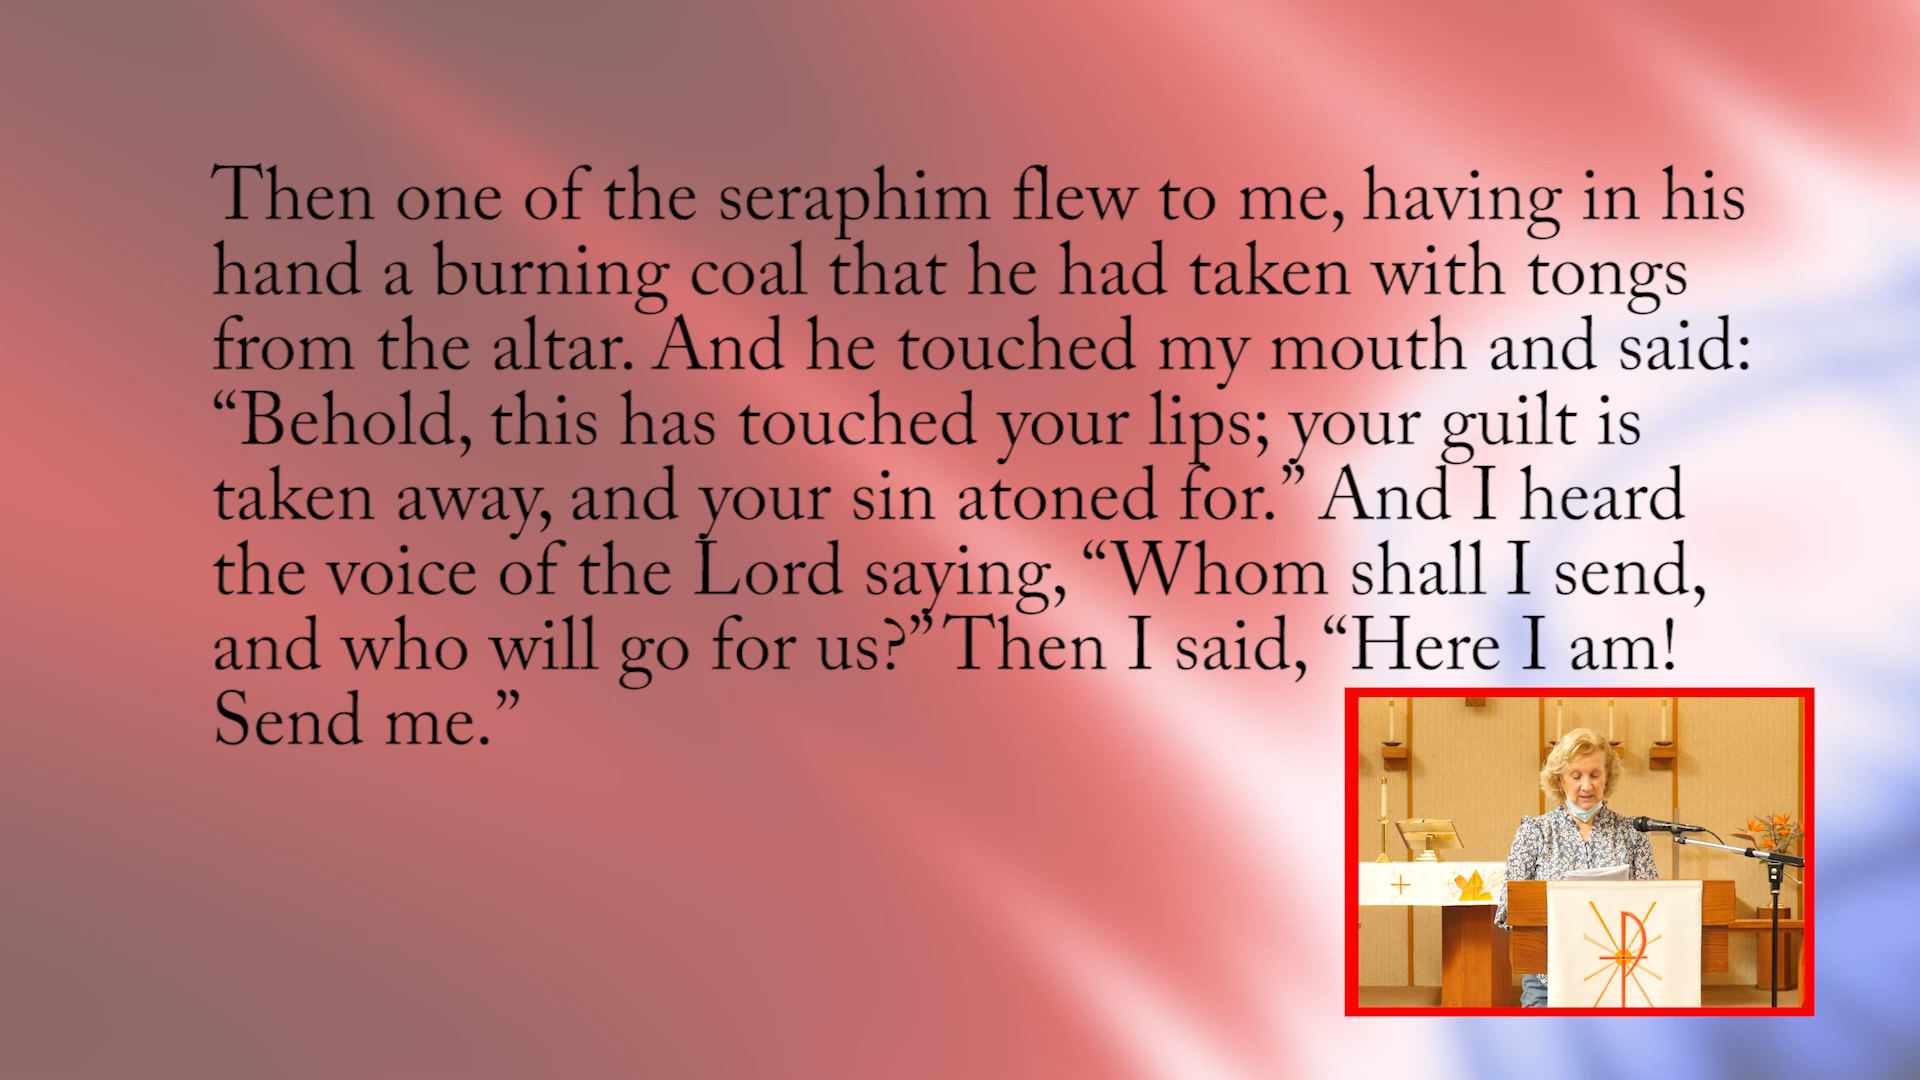 Then one of the seraphim flew to me, having in his
hand a burning coal that he had taken with tongs
from the altar. And he touched my mouth and said:
“Behold, this has touched your lips; your guilt is
taken away, and your sin atoned for.” And I heard
the voice of the Lord saying, “Whom shall I send,
and who will go for us?” Then I said, “Here I am!
Send me.”